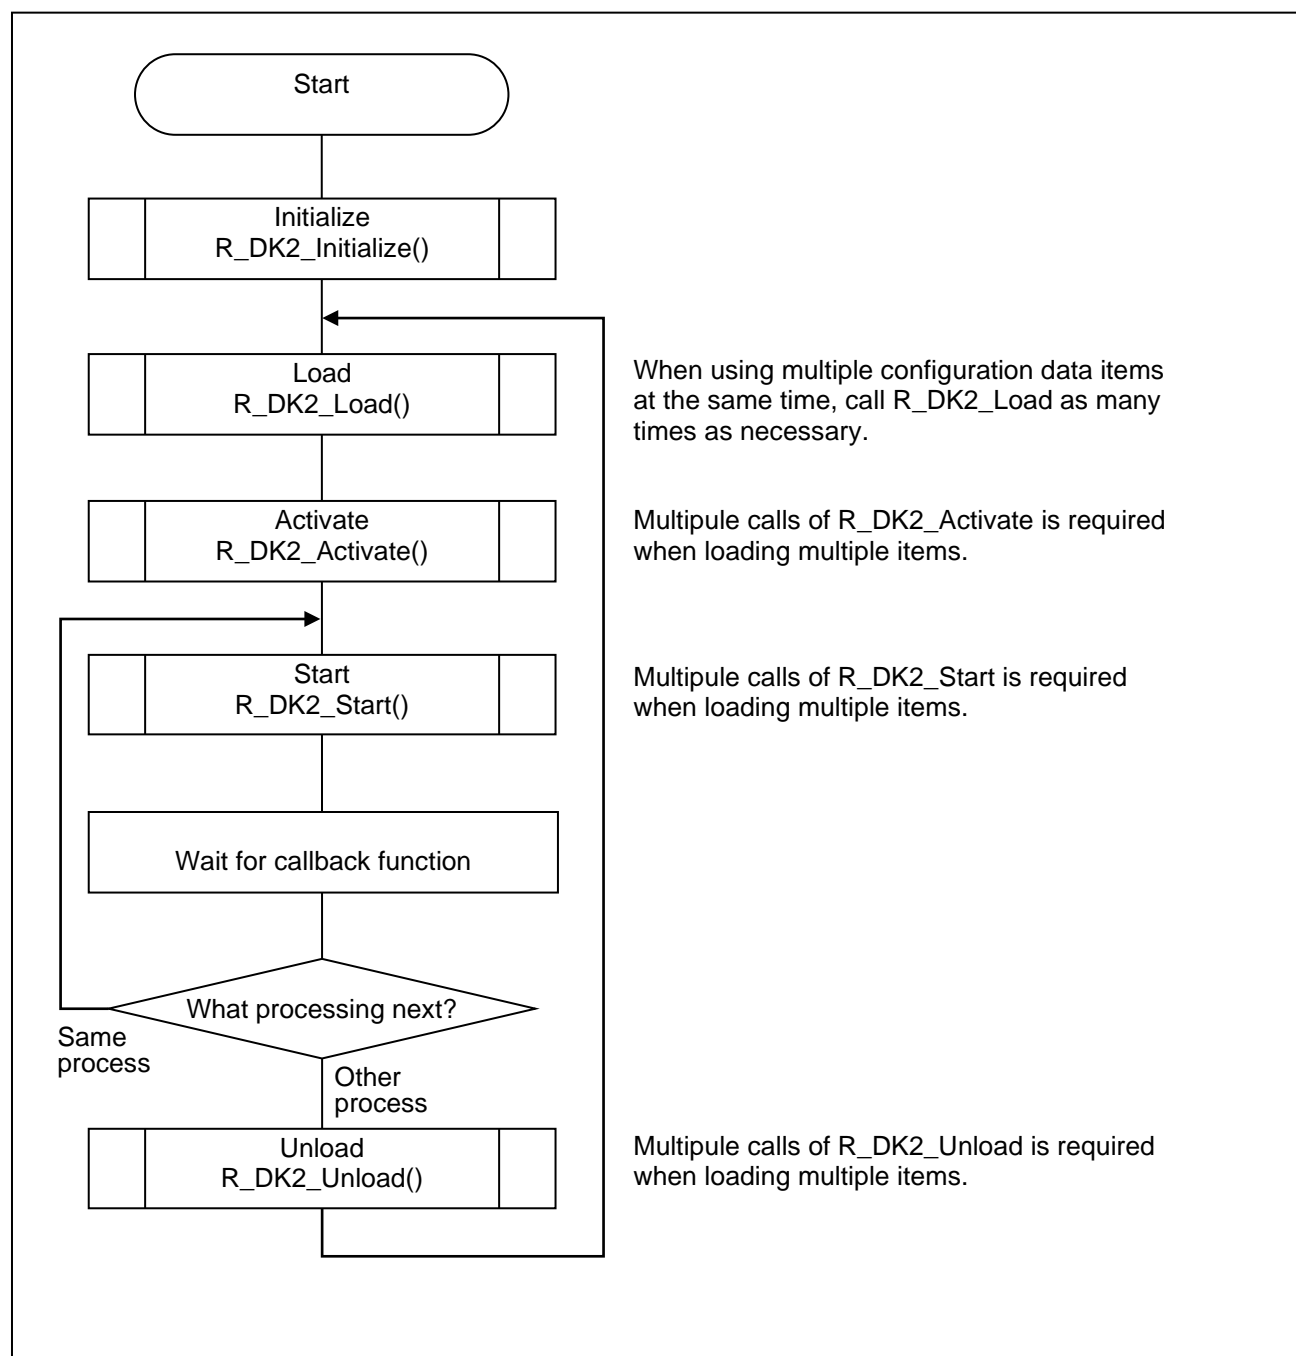 Start
Initialize
R_DK2_Initialize()
Load
R_DK2_Load()
When using multiple configuration data items
at the same time, call R_DK2_Load as many
times as necessary.
Activate
R_DK2_Activate()
Multipule calls of R_DK2_Activate is required
when loading multiple items.
Start
R_DK2_Start()
Multipule calls of R_DK2_Start is required
when loading multiple items.
Wait for callback function
What processing next?
Same
process
Other
process
Unload
R_DK2_Unload()
Multipule calls of R_DK2_Unload is required
when loading multiple items.